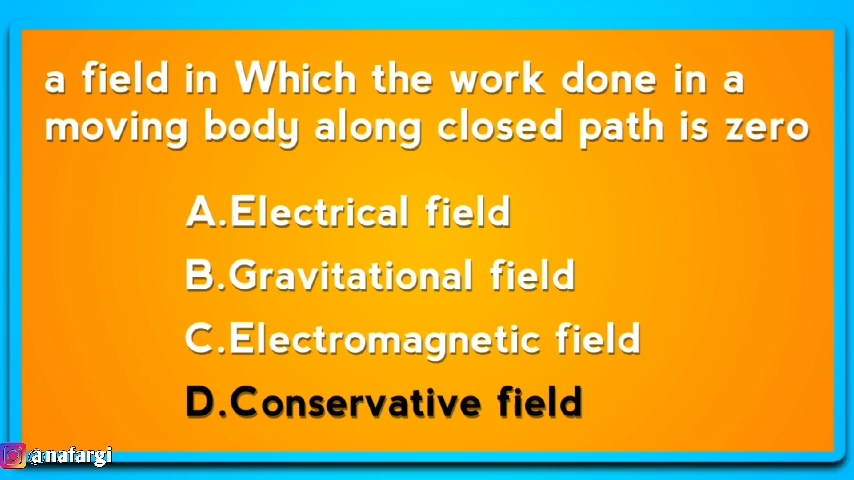 a field in Which the work done in a
moving body along closed path is zero
A.Electrical field
B.Gravitational field
C.Electromagnetic field
D.Conservative field
anafargi